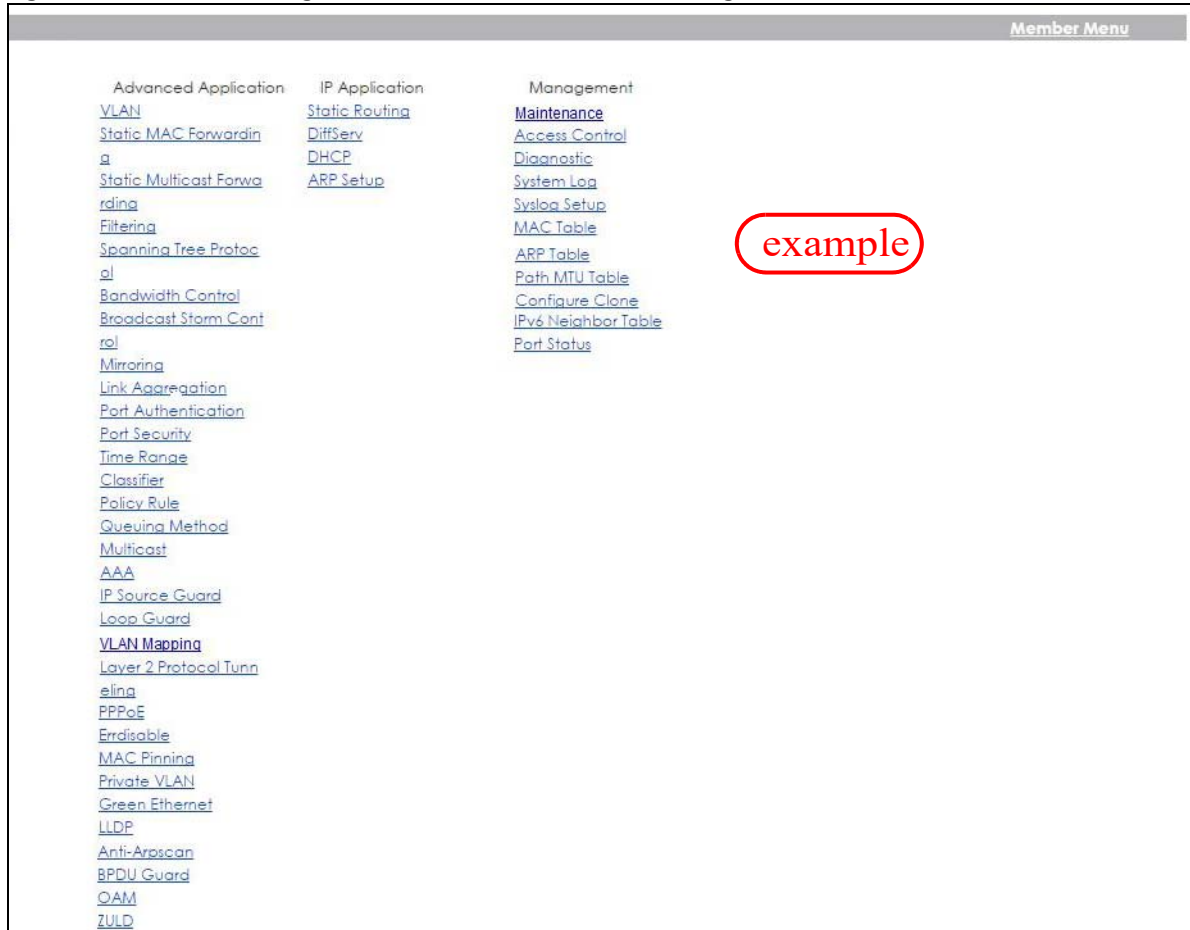 Member Menu
Advanced Application
VLAN
Static MAC Forwardin
g
Static Multicast Forwa
rding
Filtering
Spanning Tree Protoc
ol
Bandwidth Control
Broadcast Storm Cont
rol
Mirroring
Link Aggregation
Port Authentication
Port Security
Time Range
Classifier
Policy Rule
Queuing Method
Multicast
AAA
IP Source Guard
Loop Guard
VLAN Mapping
Layer 2 Protocol Tunn
eling
PPPoE
Errdisable
MAC Pinning
Private VLAN
Green Ethernet
LLDP
Anti-Arpscan
BPDU Guard
OAM
ZULD
IP Application
Static Routing
DiffServ
DHCP
ARP Setup
Management
Maintenance
Access Control
Diagnostic
System Log
Syslog Setup
MAC Table
ARP Table
Path MTU Table
Configure Clone
IPv6 Neighbor Table
Port Status
example